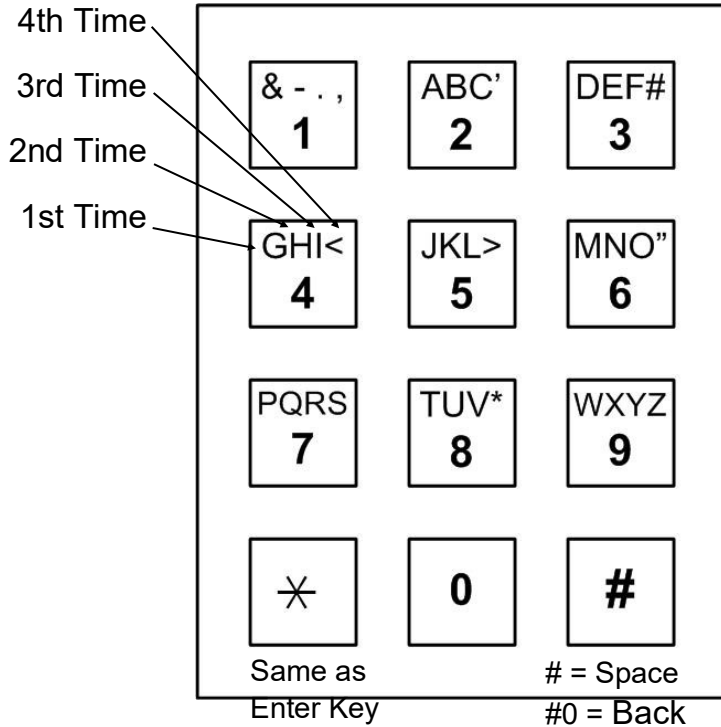 4th Time
3rd Time
2nd Time
1st Time
& - . ,
1
ABC’
2
DEF#
3
GHI<
4
JKL>
5
MNO”
6
PQRS
7
TUV*
8
WXYZ
9
*
0
#
Same as
Enter Key
# = Space
#0 = Back